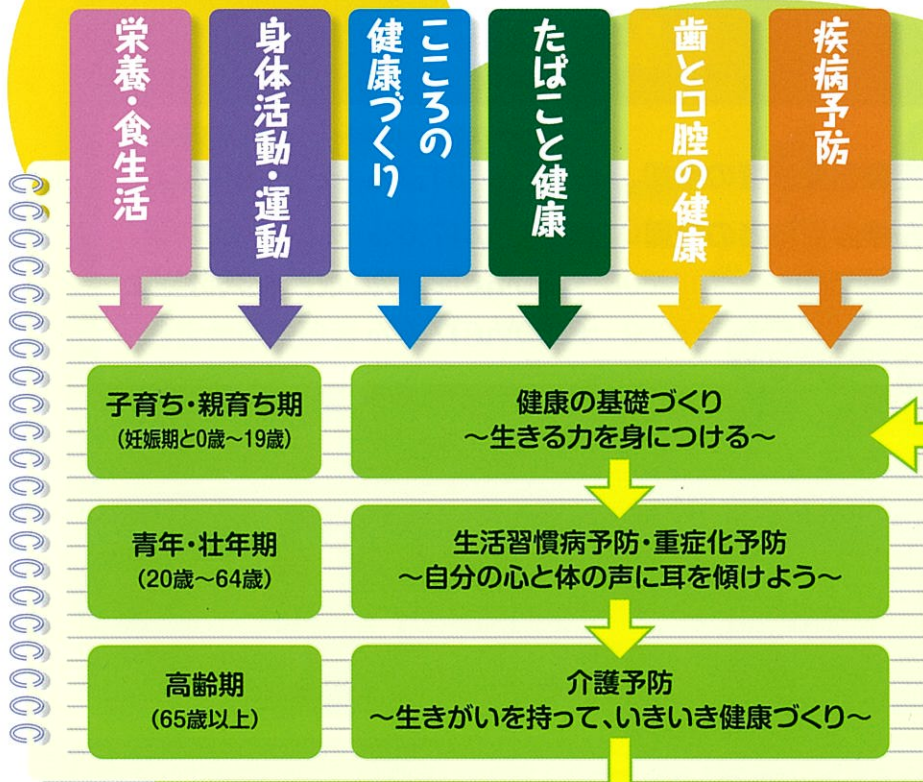 栄養・食生活
身体活動・運動
こころの
健康づくり
たばこと健康
歯と口腔の健康
疾病予防
子育ち・親育ち期
(妊娠期と0歳～19歳)
健康の基礎づくり
～生きる力を身につける～
青年・壮年期
(20歳～64歳)
生活習慣病予防・重症化予防
～自分の心と体の声に耳を傾けよう～
高齢期
(65歳以上)
介護予防
～生きがいを持って、いきいき健康づくり～